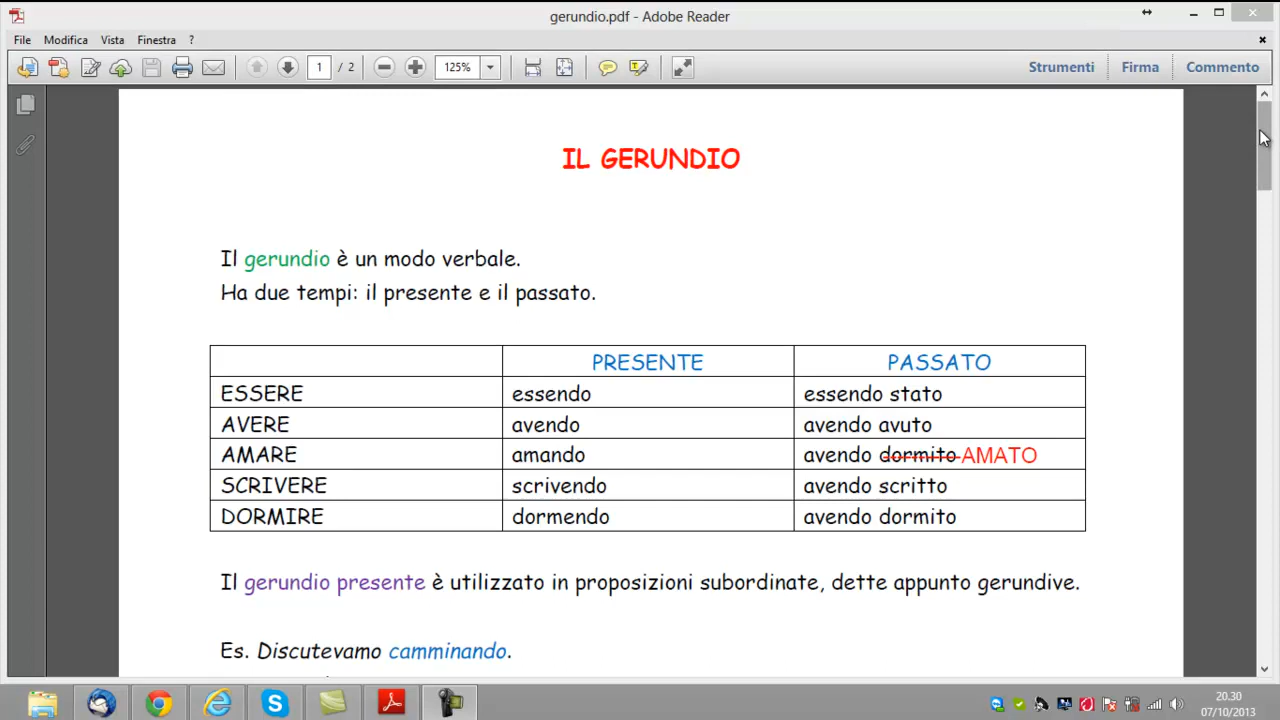 gerundio.pdf - Adobe Reader
File Modifica Vista Finestra ?
1 / 2 125% Strumenti Firma Commento
IL GERUNDIO
Il gerundio è un modo verbale.
Ha due tempi: il presente e il passato.
PRESENTE PASSATO
ESSERE essendo essendo stato
AVERE avendo avendo avuto
AMARE amando avendo dormito AMATO
SCRIVERE scrivendo avendo scritto
DORMIRE dormendo avendo dormito
Il gerundio presente è utilizzato in proposizioni subordinate, dette appunto gerundive.
Es. Discutevamo camminando.
20.30
07/10/2013